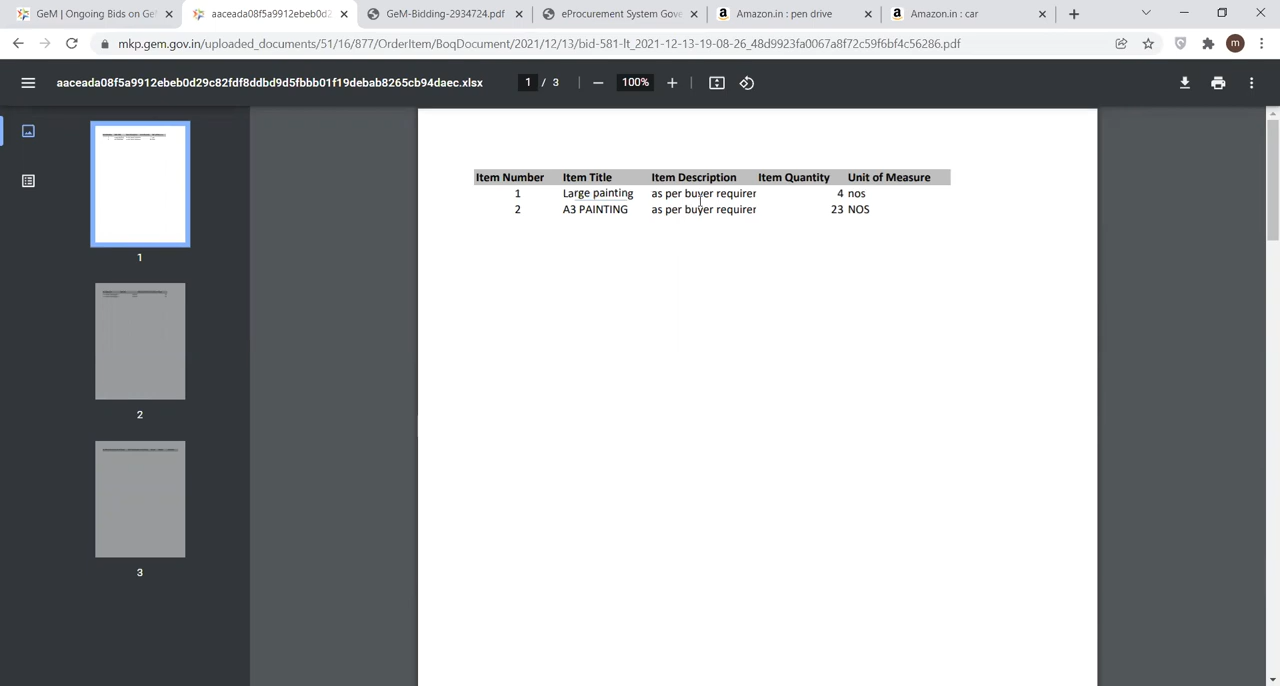 GeM | Ongoing Bids on Ge
aaceada08f5a9912ebeb0d2
GeM-Bidding-2934724.pdf
eProcurement System Gove
Amazon.in : pen drive
Amazon.in : car
mkp.gem.gov.in/uploaded_documents/51/16/877/OrderItem/BoqDocument/2021/12/13/bid-581-lt_2021-12-13-19-08-26_48d9923fa0067a8f72c59f6bf4c56286.pdf
m
aaceada08f5a9912ebeb0d29c82fdf8ddbd9d5fbbb01f19debab8265cb94daec.xlsx
1 / 3
100%
Item Number Item Title Item Description Item Quantity Unit of Measure
1 Large painting as per buyer requirer 4 nos
2 A3 PAINTING as per buyer requirer 23 NOS
1
2
3